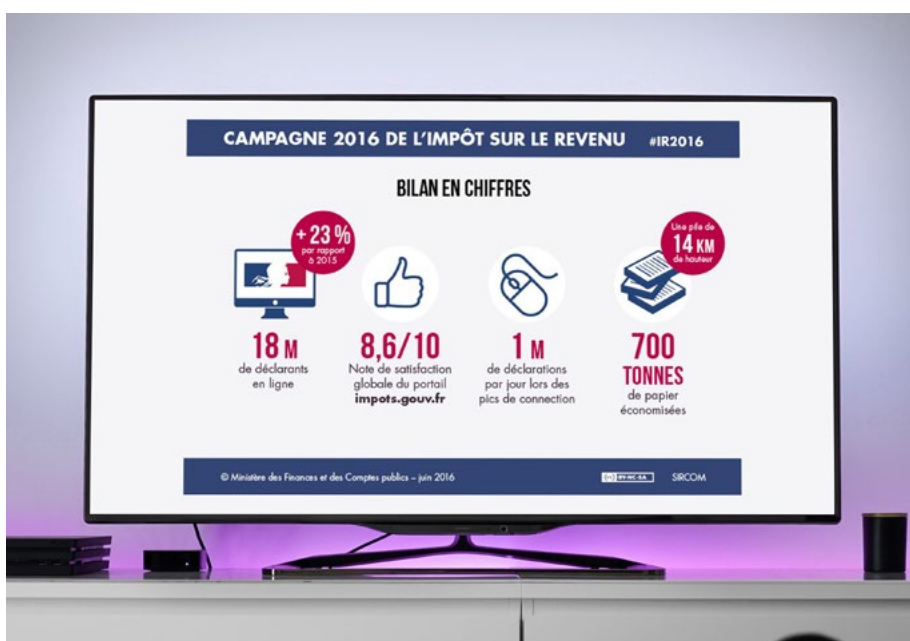 CAMPAGNE 2016 DE L'IMPÔT SUR LE REVENU #IR2016
BILAN EN CHIFFRES
+ 23 %
par rapport
à 2015
18 M
de déclarants
en ligne
8,6/10
Note de satisfaction
globale du portail
impots.gouv.fr
1 M
de déclarations
par jour lors des
pics de connection
Une pile de
14 KM
de hauteur
700
TONNES
de papier
économisées
© Ministère des Finances et des Comptes publics – juin 2016
BY-NC-SA
SIRCOM